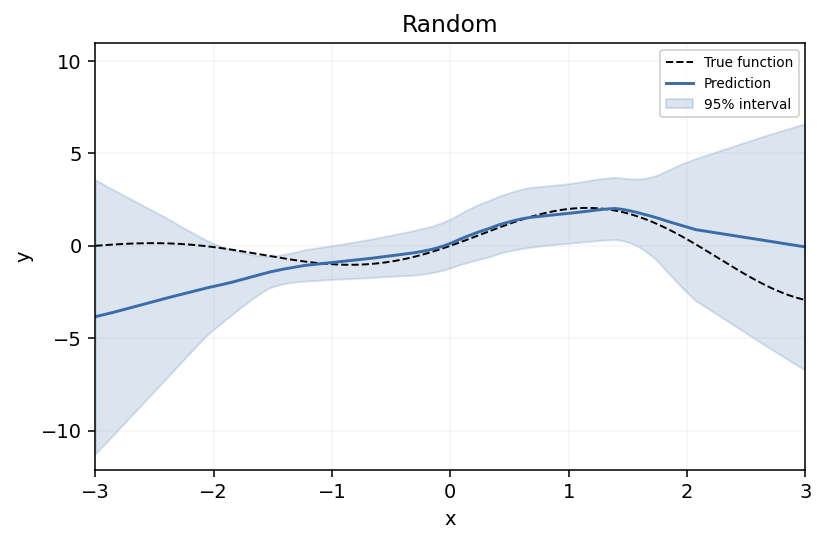 Random
10
5
0
−5
−10
y
True function
Prediction
95% interval
−3 −2 −1 0 1 2 3
x